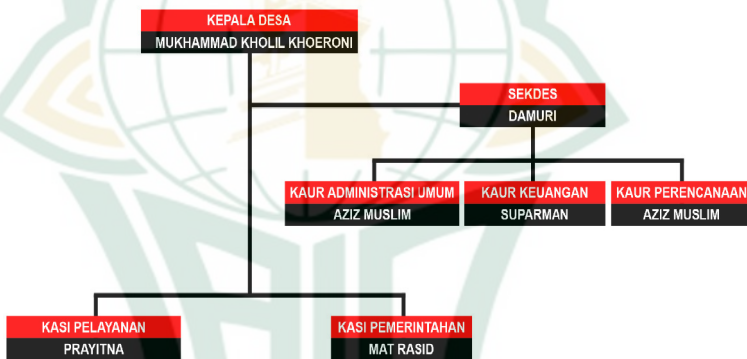 KEPALA DESA
MUKHAMMAD KHOLIL KHOERONI
SEKDES
DAMURI
KAUR ADMINISTRASI UMUM
AZIZ MUSLIM
KAUR KEUANGAN
SUPARMAN
KAUR PERENCANAAN
AZIZ MUSLIM
KASI PELAYANAN
PRAYITNA
KASI PEMERINTAHAN
MAT RASID